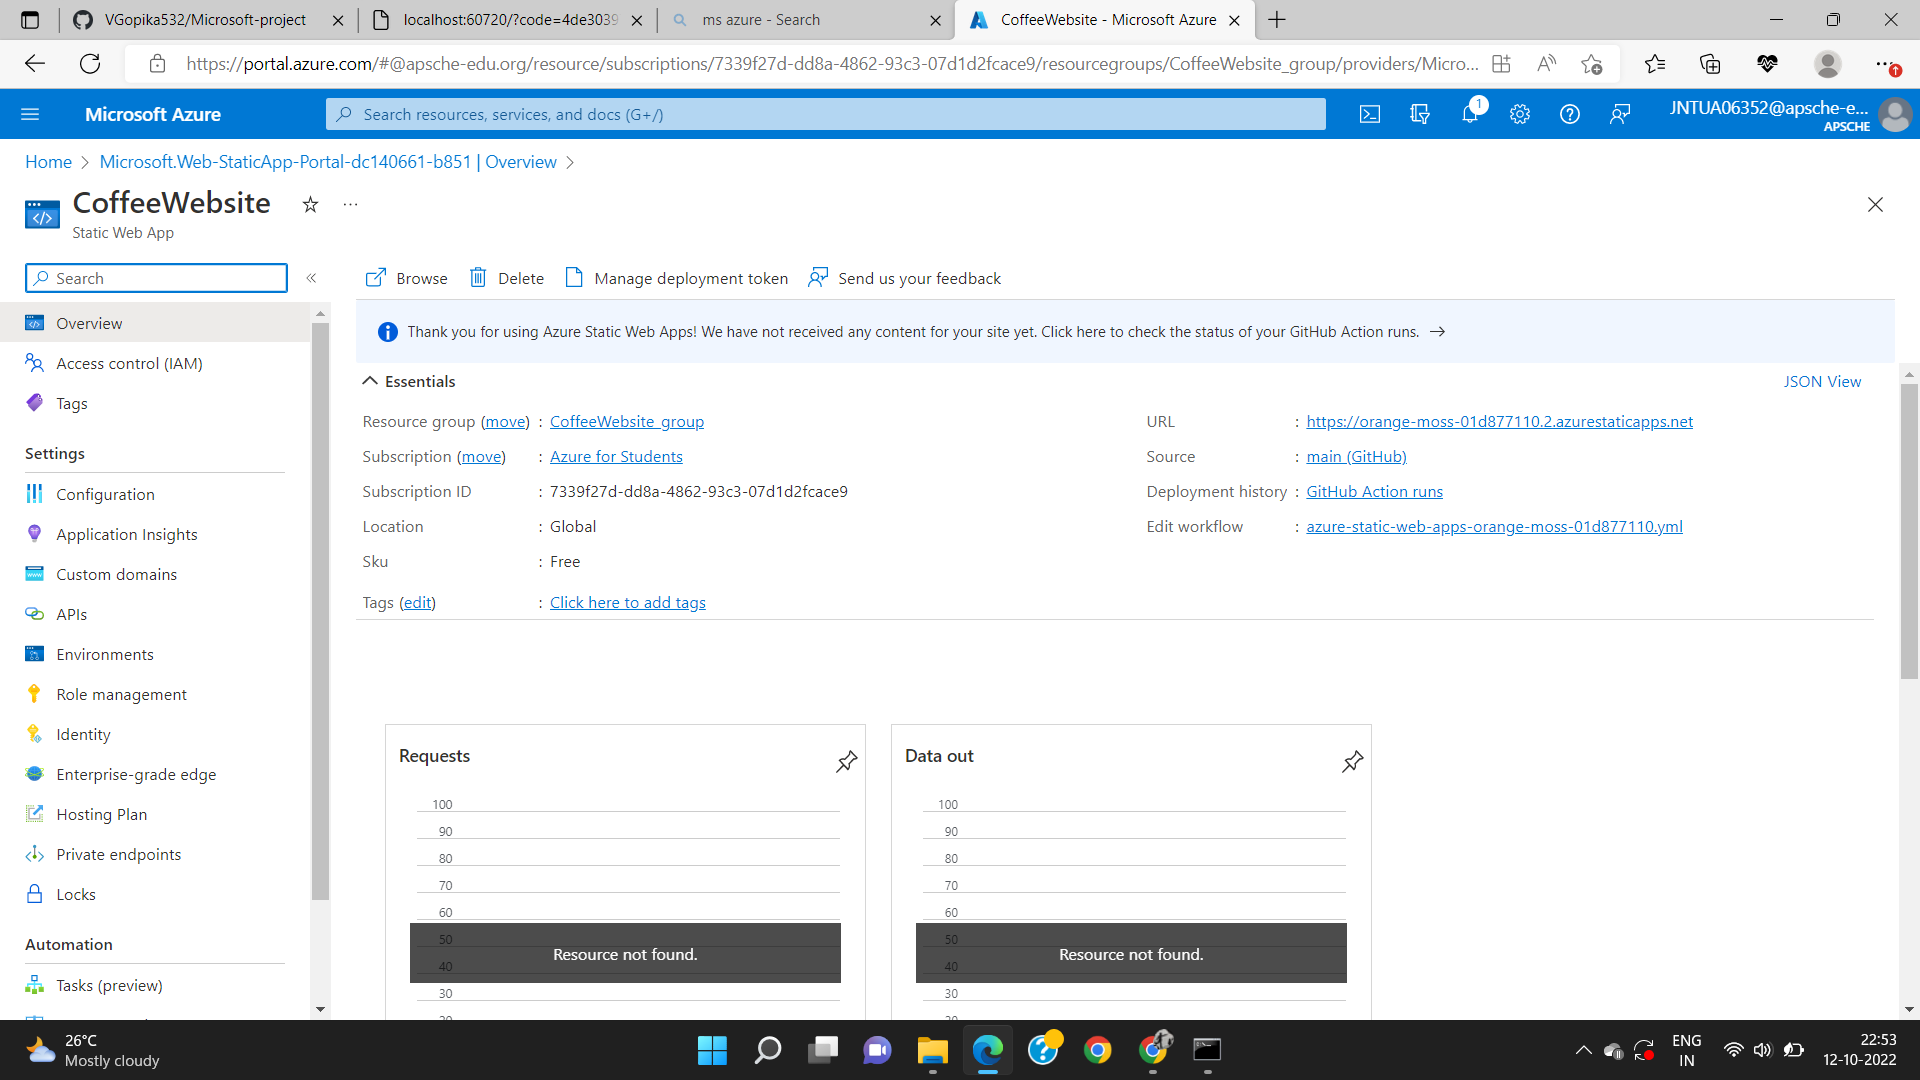 VGopika532/Microsoft-project
localhost:60720/?code=4de3039
ms azure - Search
CoffeeWebsite - Microsoft Azure
https://portal.azure.com/#@apsche-edu.org/resource/subscriptions/7339f27d-dd8a-4862-93c3-07d1d2fcace9/resourcegroups/CoffeeWebsite_group/providers/Micro...
Microsoft Azure
Search resources, services, and docs (G+/)
1
JNTUA06352@apsche-e...
APSCHE
Home > Microsoft.Web-StaticApp-Portal-dc140661-b851 | Overview >
CoffeeWebsite
Static Web App
Search
Browse
Delete
Manage deployment token
Send us your feedback
Thank you for using Azure Static Web Apps! We have not received any content for your site yet. Click here to check the status of your GitHub Action runs. →
Overview
Access control (IAM)
Tags
Settings
Configuration
Application Insights
Custom domains
APIs
Environments
Role management
Identity
Enterprise-grade edge
Hosting Plan
Private endpoints
Locks
Automation
Tasks (preview)
Essentials
JSON View
Resource group (move) : CoffeeWebsite_group
Subscription (move) : Azure for Students
Subscription ID : 7339f27d-dd8a-4862-93c3-07d1d2fcace9
Location : Global
Sku : Free
Tags (edit) : Click here to add tags
URL : https://orange-moss-01d877110.2.azurestaticapps.net
Source : main (GitHub)
Deployment history : GitHub Action runs
Edit workflow : azure-static-web-apps-orange-moss-01d877110.yml
Requests
100
90
80
70
60
50
40
30
Resource not found.
Data out
100
90
80
70
60
50
40
30
Resource not found.
26°C
Mostly cloudy
ENG
IN
22:53
12-10-2022